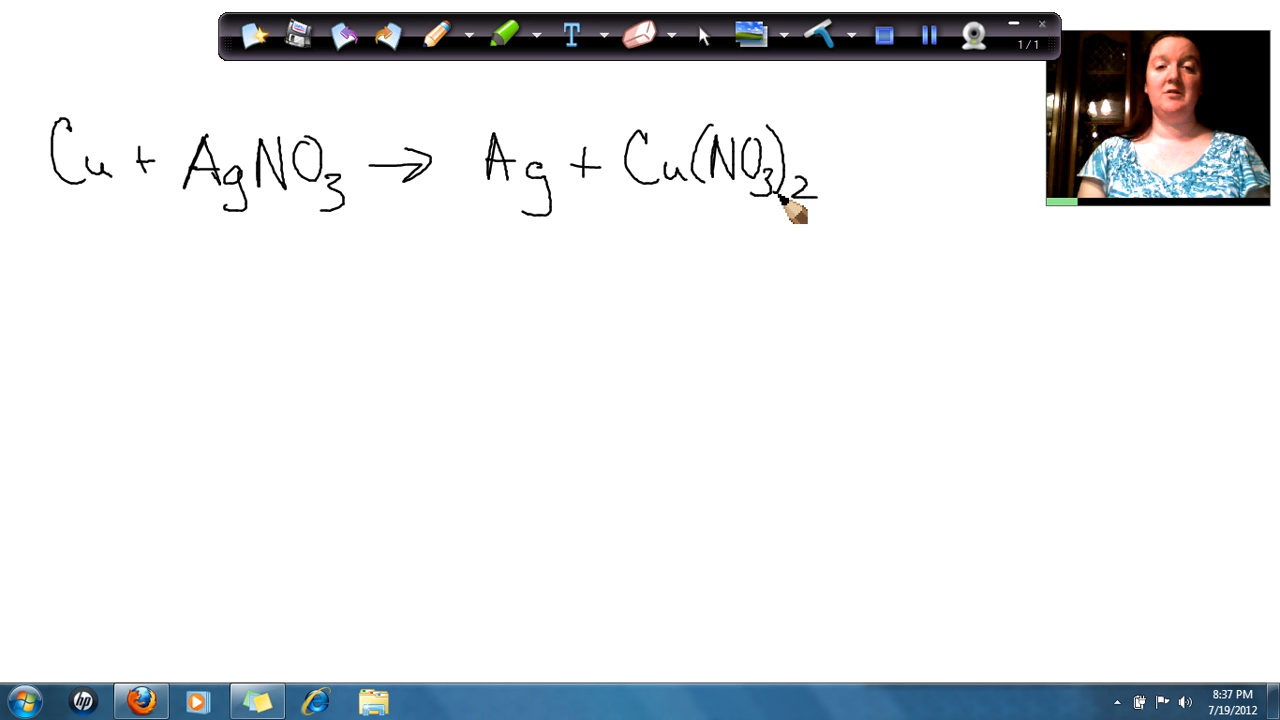 1/1
Cu + AgNO₃ → Ag + Cu(NO₃)₂
8:37 PM
7/19/2012